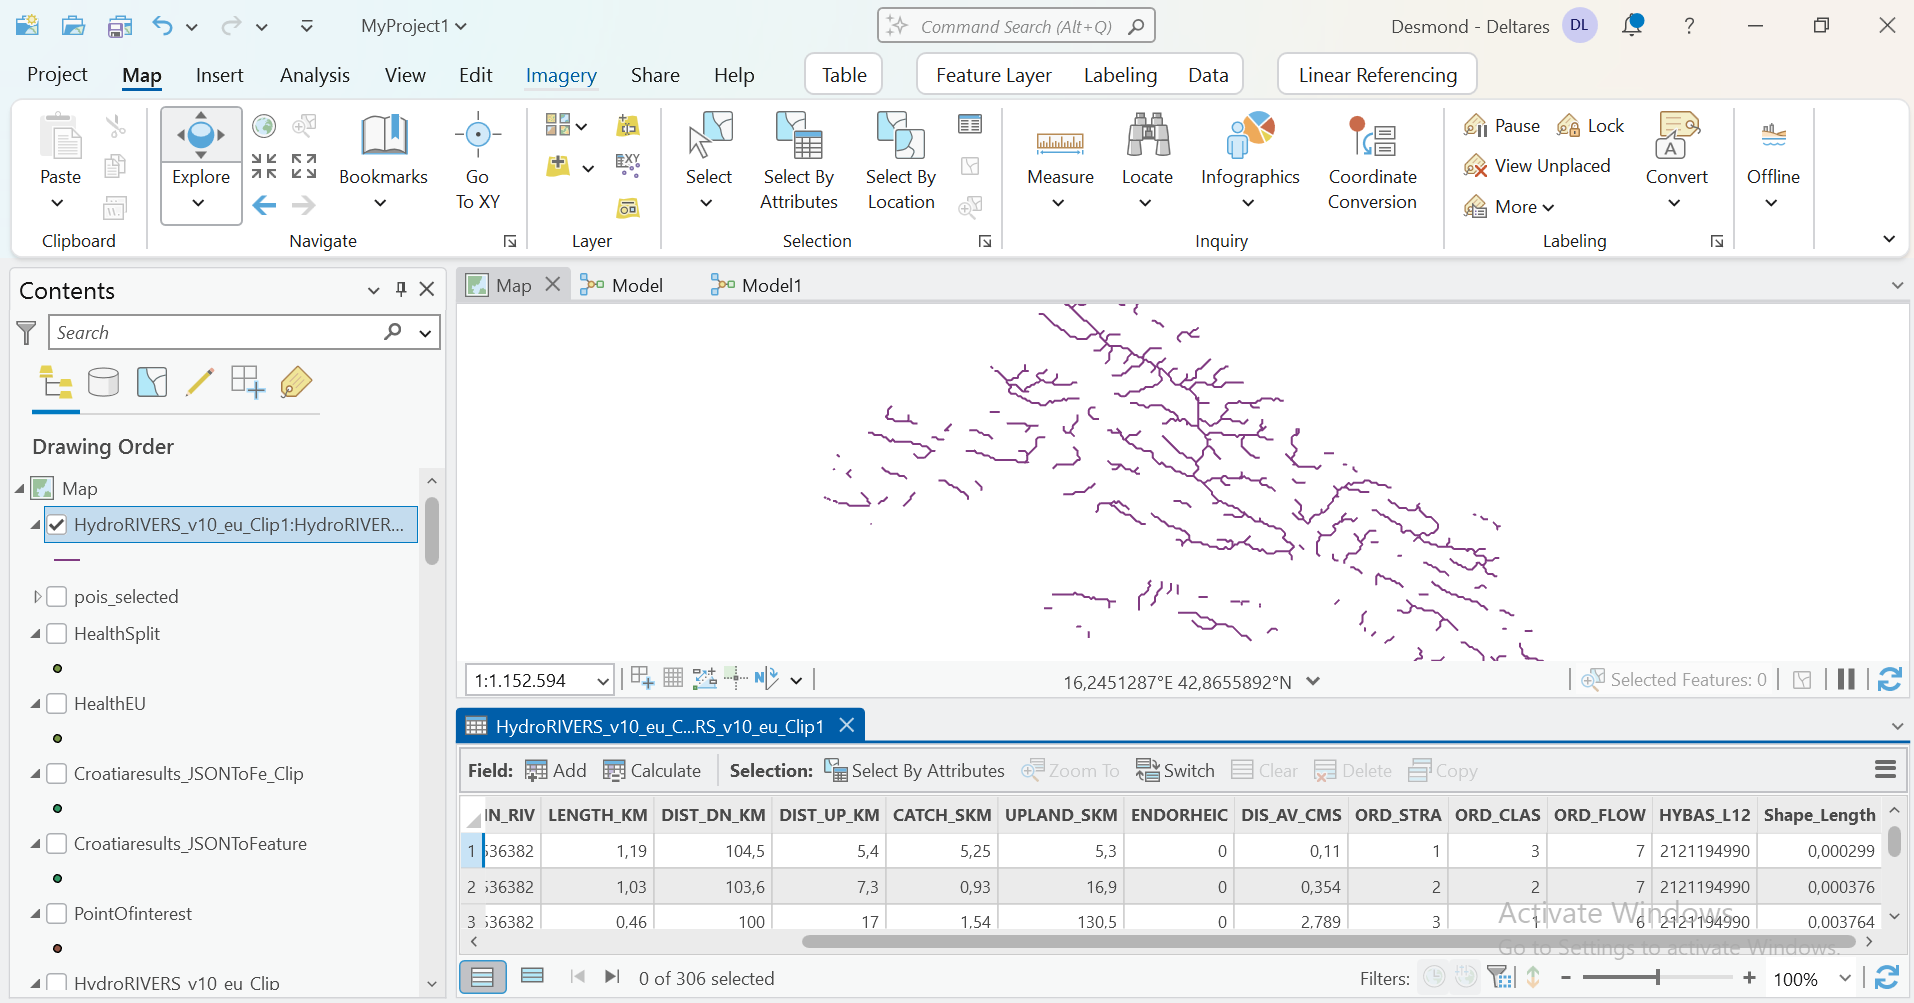 MyProject1
Command Search (Alt+Q)
Desmond - Deltares
DL
?
Project
Map
Insert
Analysis
View
Edit
Imagery
Share
Help
Table
Feature Layer
Labeling
Data
Linear Referencing
Paste
Explore
Bookmarks
Go
To XY
Select
Select By
Attributes
Select By
Location
Measure
Locate
Infographics
Coordinate
Conversion
Pause
Lock
View Unplaced
More
Convert
Offline
Clipboard
Navigate
Layer
Selection
Inquiry
Labeling
Contents
Search
Drawing Order
Map
HydroRIVERS_v10_eu_Clip1:HydroRIVER...
pois_selected
HealthSplit
HealthEU
Croatiaresults_JSONToFe_Clip
Croatiaresults_JSONToFeature
PointOfinterest
HydroRIVERS_v10_eu_Clip
Map
Model
Model1
1:1.152.594
16,2451287°E 42,8655892°N
Selected Features: 0
HydroRIVERS_v10_eu_C...RS_v10_eu_Clip1
Field: Add Calculate Selection: Select By Attributes Zoom To Switch Clear Delete Copy
IN_RIV LENGTH_KM DIST_DN_KM DIST_UP_KM CATCH_SKM UPLAND_SKM ENDORHEIC DIS_AV_CMS ORD_STRA ORD_CLAS ORD_FLOW HYBAS_L12 Shape_Length
1 536382 1,19 104,5 5,4 5,25 5,3 0 0,11 1 3 7 2121194990 0,000299
2 536382 1,03 103,6 7,3 0,93 16,9 0 0,354 2 2 7 2121194990 0,000376
3 536382 0,46 100 17 1,54 130,5 0 2,789 3 1 6 2121194990 0,003764
Activate Windows
Go to Settings to activate Windows.
0 of 306 selected
Filters:
100%